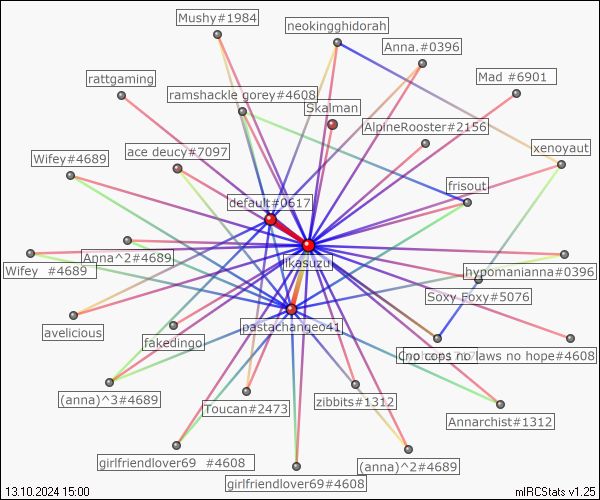 Mushy#1984
neokingghidorah
Anna.#0396
rattgaming
Mad #6901
ramshackle gorey#4608
Skalman
AlpineRooster#2156
xenoyaut
ace deucy#7097
Wifey#4689
frisout
default#0617
Anna^2#4689
ikasuzu
hypomanianna#0396
Wifey #4689
Soxy Foxy#5076
avelicious
pastachangeo41
fakedingo
no cops no laws no hope#4608
(anna)^3#4689
Toucan#2473
zibbits#1312
Annarchist#1312
girlfriendlover69 #4608
(anna)^2#4689
girlfriendlover69#4608
13.10.2024 15:00
mIRCStats v1.25